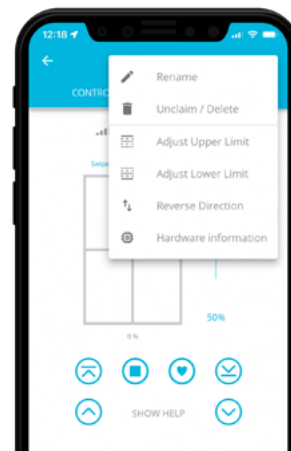 12:18
Rename
CONTRO
Unclaim / Delete
Adjust Upper Limit
Swipe
Adjust Lower Limit
Reverse Direction
Hardware information
50%
0 %
SHOW HELP